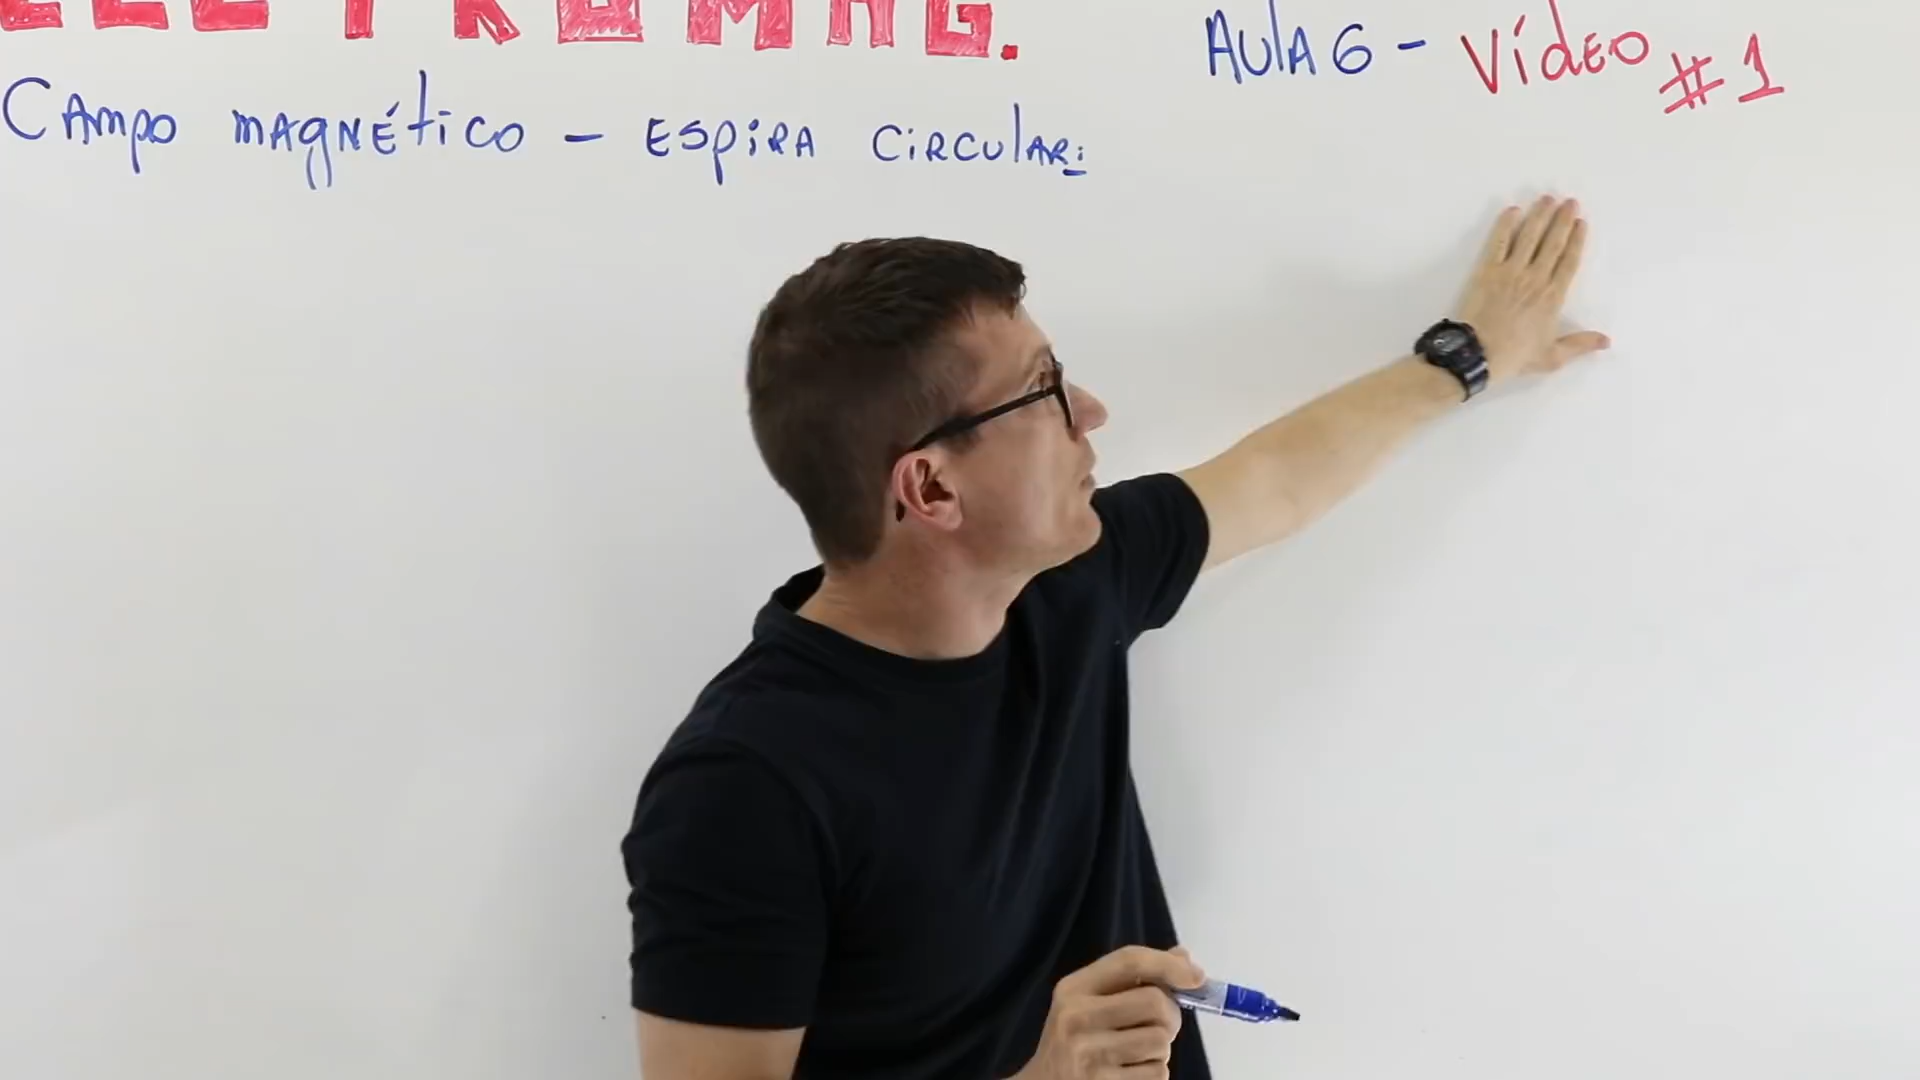 ELETROMAG.
Aula 6 - Vídeo #1
Campo magnético - Espira circular: